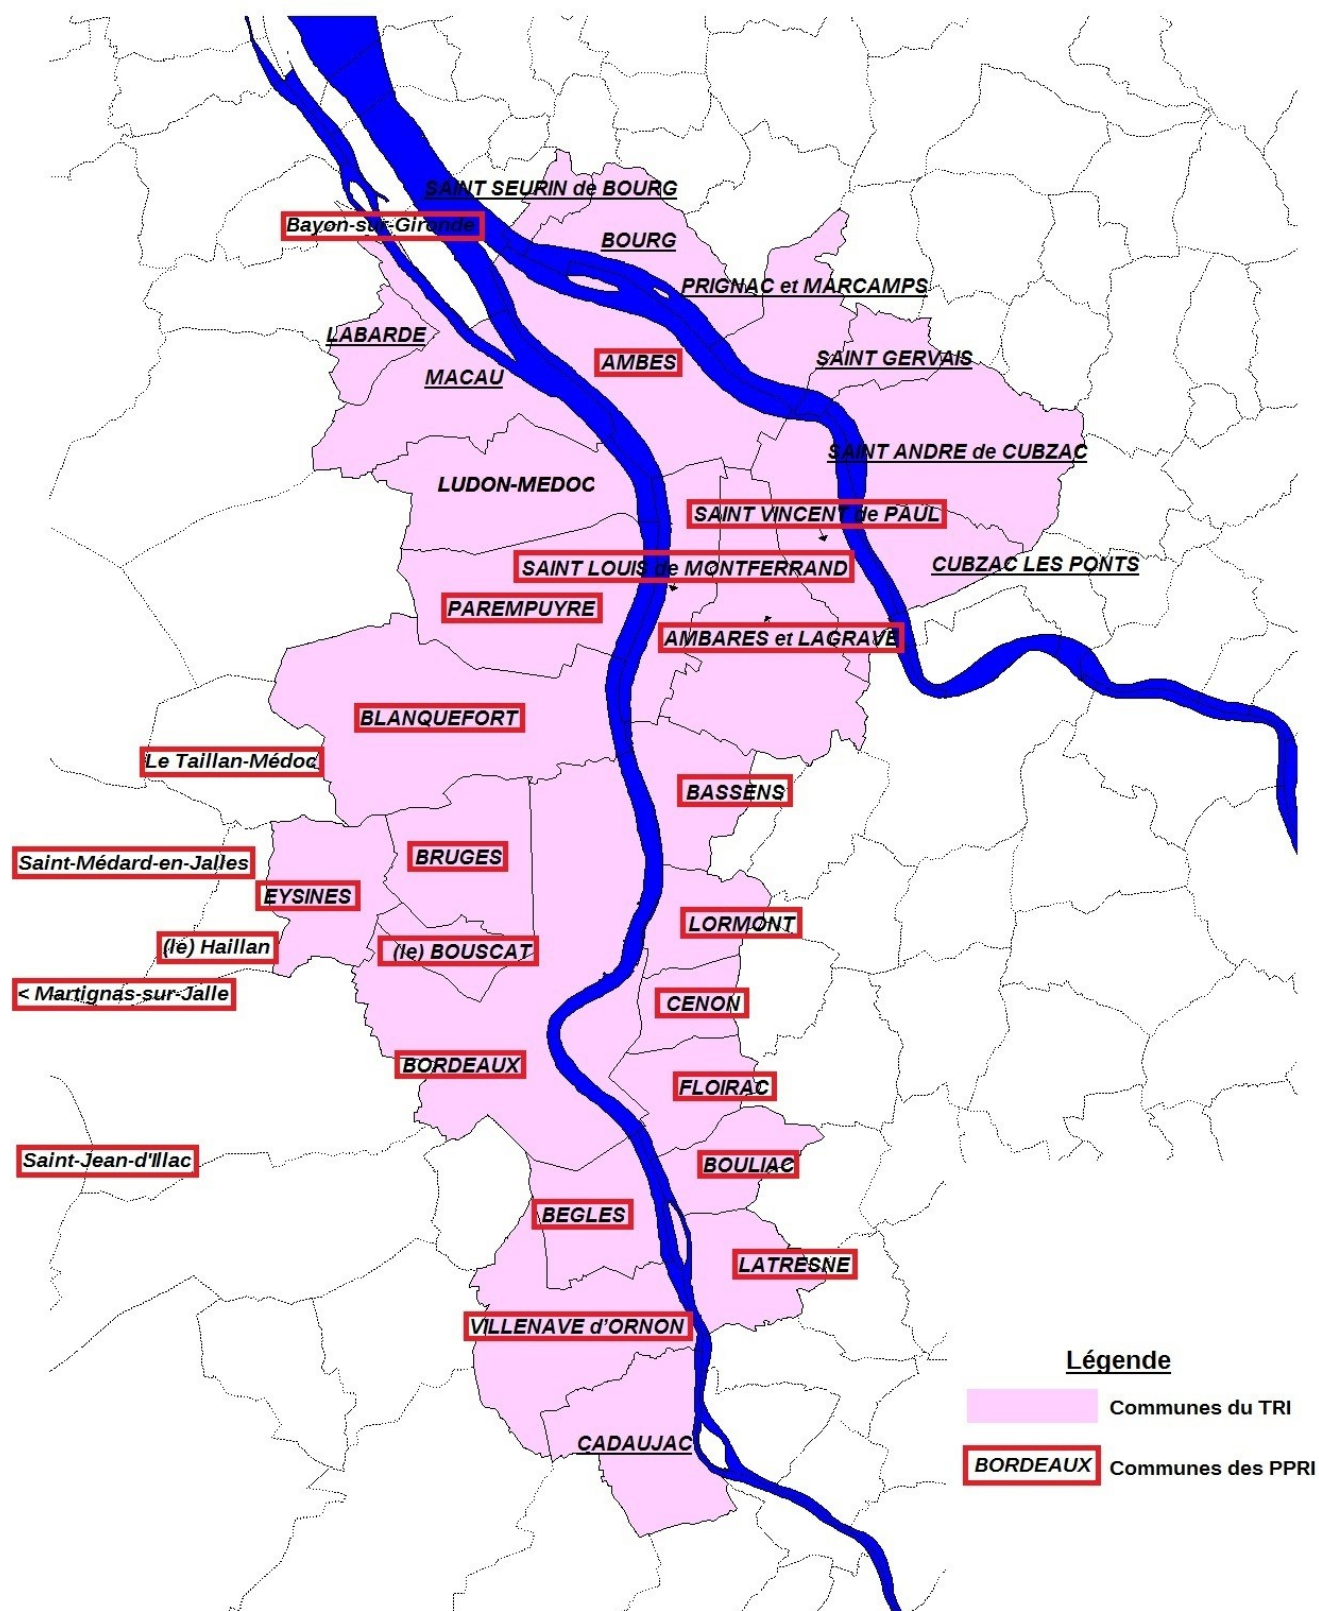 SAINT SEURIN de BOURG
Bayon-sur-Gironde
BOURG
PRIGNAC et MARCAMPS
LABARDE
SAINT GERVAIS
AMBES
MACAU
SAINT ANDRE de CUBZAC
LUDON-MEDOC
SAINT VINCENT de PAUL
SAINT LOUIS de MONTFERRAND
CUBZAC LES PONTS
PAREMPUYRE
AMBARES et LAGRAVE
BLANQUEFORT
Le Taillan-Médoc
BASSENS
BRUGES
Saint-Médard-en-Jalles
EYSINES
LORMONT
(le) Haillan
(le) BOUSCAT
< Martignas-sur-Jalle
CENON
BORDEAUX
FLOIRAC
Saint-Jean-d'Illac
BOULIAC
BEGLES
LATRESNE
VILLENAVE d'ORNON
Légende
Communes du TRI
CADAUJAC
BORDEAUX Communes des PPRI